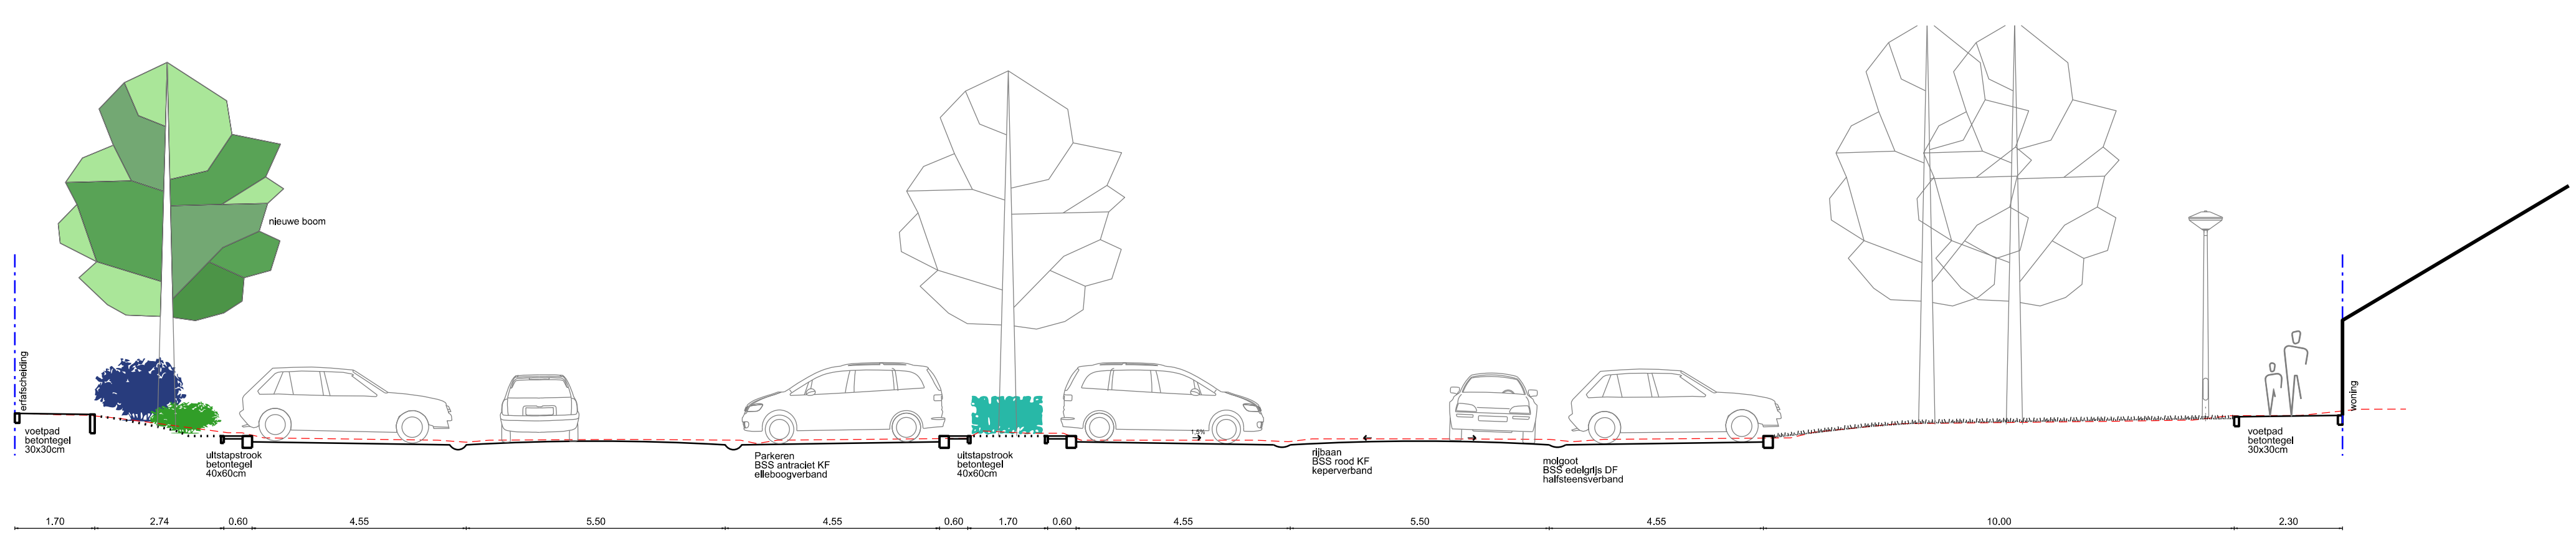 nieuwe boom
erfafscheiding
woning
1.5%
voetpad
betontegel
30x30cm
uitstapstrook
betontegel
40x60cm
Parkeren
BSS antraciet KF
elleboogverband
uitstapstrook
betontegel
40x60cm
rijbaan
BSS rood KF
keperverband
molgoot
BSS edelgrijs DF
halfsteensverband
voetpad
betontegel
30x30cm
1.70 2.74 0.60 4.55 5.50 4.55 0.60 1.70 0.60 4.55 5.50 4.55 10.00 2.30